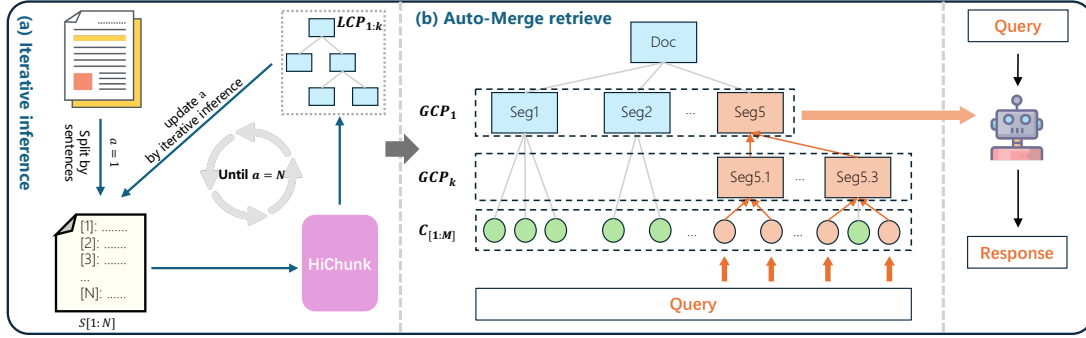 (a) Iterative inference
LCP1:k
a = 1
Split by
sentences
update a
by iterative inference
Until a = N
[1]: ........
[2]: .......
[3]: .......
...
[N]: ......
S[1: N]
HiChunk
(b) Auto-Merge retrieve
Doc
GCP1
Seg1
Seg2
...
Seg5
GCPk
Seg5.1
...
Seg5.3
C[1:M]
...
...
Query
Query
Response